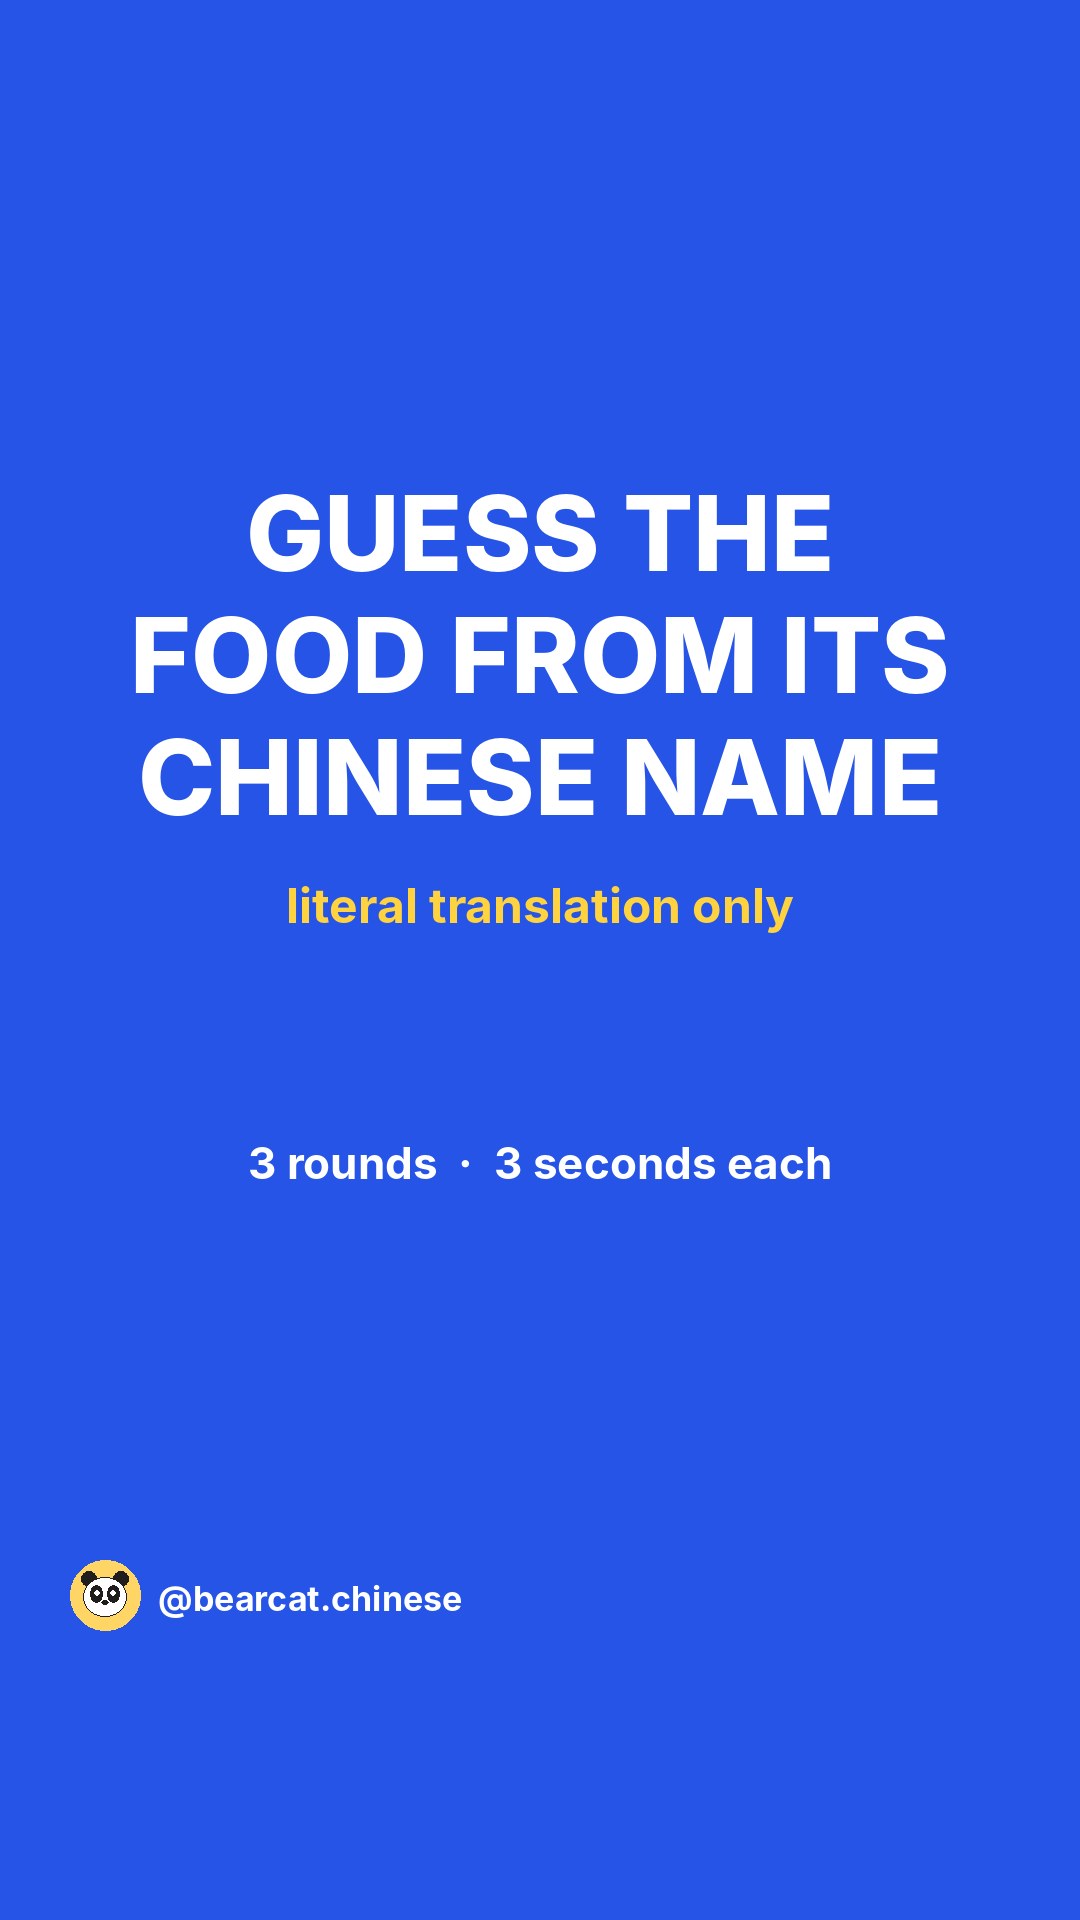 GUESS THE
FOOD FROM ITS
CHINESE NAME
literal translation only
3 rounds · 3 seconds each
@bearcat.chinese